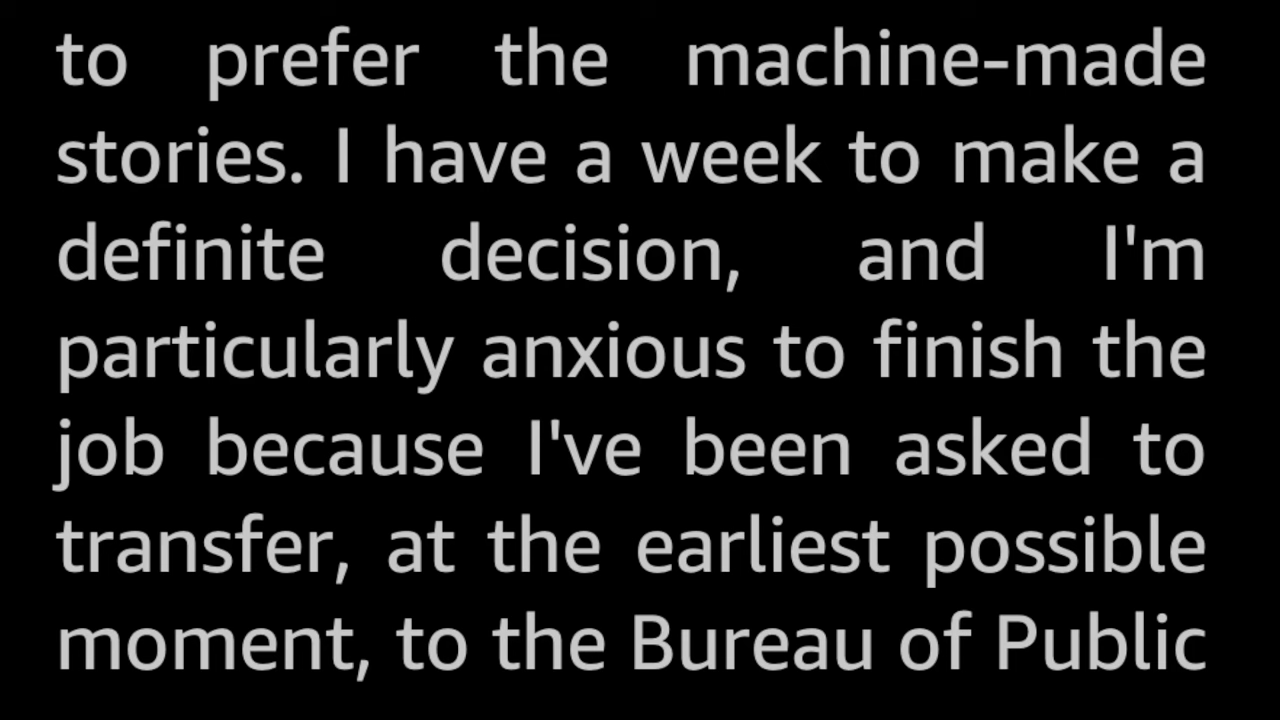 to prefer the machine-made
stories. I have a week to make a
definite decision, and I'm
particularly anxious to finish the
job because I've been asked to
transfer, at the earliest possible
moment, to the Bureau of Public